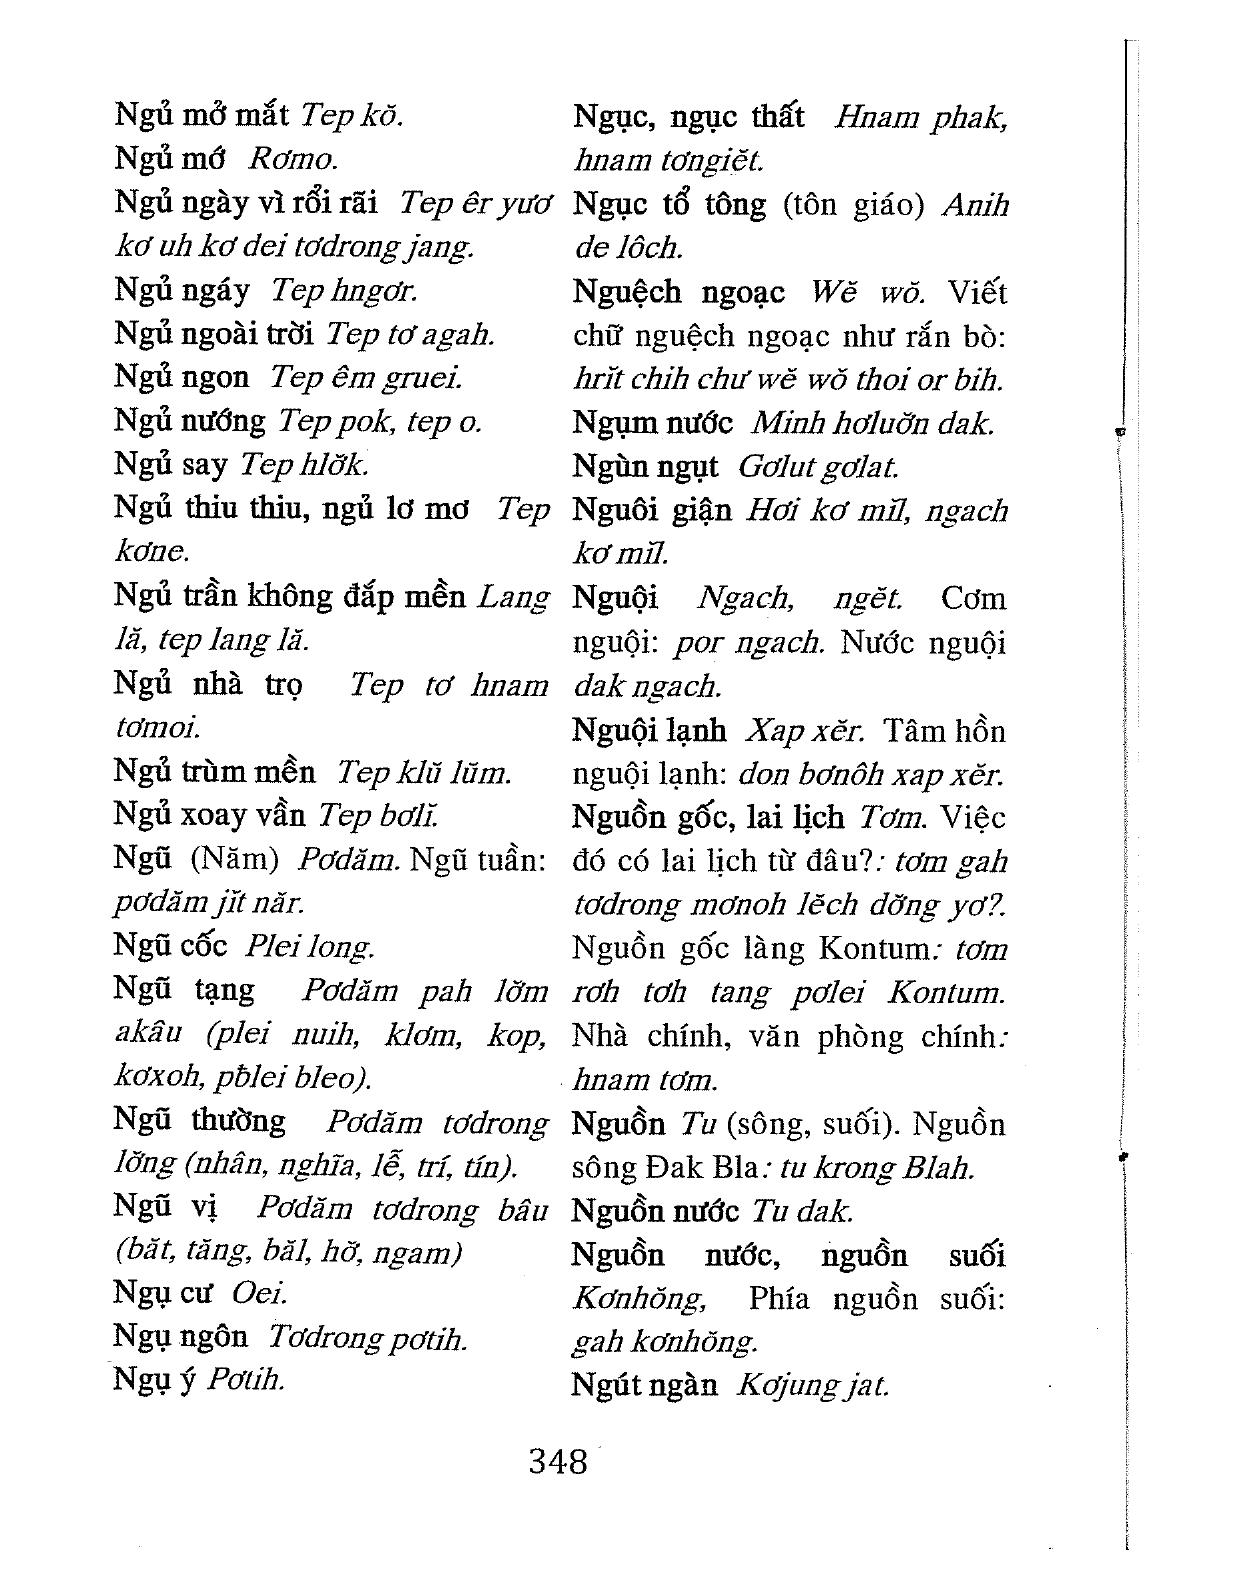 Ngủ mở mắt Tep kŏ.
Ngủ mớ Rơmo.
Ngủ ngày vì rổi rãi Tep êr yươ
kơ uh kơ dei tơdrong jang.
Ngủ ngáy Tep hngơr.
Ngủ ngoài trời Tep tơ agah.
Ngủ ngon Tep êm gruei.
Ngủ nướng Tep pok, tep o.
Ngủ say Tep hlơ̆k.
Ngủ thiu thiu, ngủ lơ mơ Tep
kơne.
Ngủ trần không đắp mền Lang
lă, tep lang lă.
Ngủ nhà trọ Tep tơ hnam
tơmoi.
Ngủ trùm mền Tep klŭ lŭm.
Ngủ xoay vần Tep bơlĭ.
Ngũ (Năm) Pơdăm. Ngũ tuần:
pơdăm jĭt năr.
Ngũ cốc Plei long.
Ngũ tạng Pơdăm pah lơ̆m
akâu (plei nuih, klơm, kop,
kơxoh, pƀlei bleo).
Ngũ thường Pơdăm tơdrong
lơ̆ng (nhân, nghĩa, lễ, trí, tín).
Ngũ vị Pơdăm tơdrong bâu
(băt, tăng, băl, hơ̆, ngam)
Ngụ cư Oei.
Ngụ ngôn Tơdrong pơtih.
Ngụ ý Pơtih.
Ngục, ngục thất Hnam phak,
hnam tơngiĕt.
Ngục tổ tông (tôn giáo) Anih
de lôch.
Nguệch ngoạc Wĕ wŏ. Viết
chữ nguệch ngoạc như rắn bò:
hrĭt chih chư wĕ wŏ thoi or bih.
Ngụm nước Minh hơluơ̆n dak.
Ngùn ngụt Gơlut gơlat.
Nguôi giận Hơi kơ mĭl, ngach
kơ mĭl.
Nguội Ngach, ngĕt. Cơm
nguội: por ngach. Nước nguội
dak ngach.
Nguội lạnh Xap xĕr. Tâm hồn
nguội lạnh: don bơnôh xap xĕr.
Nguồn gốc, lai lịch Tơm. Việc
đó có lai lịch từ đâu?: tơm gah
tơdrong mơnoh lĕch dơ̆ng yơ?.
Nguồn gốc làng Kontum: tơm
rơh tơh tang pơlei Kontum.
Nhà chính, văn phòng chính:
hnam tơm.
Nguồn Tu (sông, suối). Nguồn
sông Đak Bla: tu krong Blah.
Nguồn nước Tu dak.
Nguồn nước, nguồn suối
Kơnhŏng, Phía nguồn suối:
gah kơnhŏng.
Ngút ngàn Kơjung jat.
348